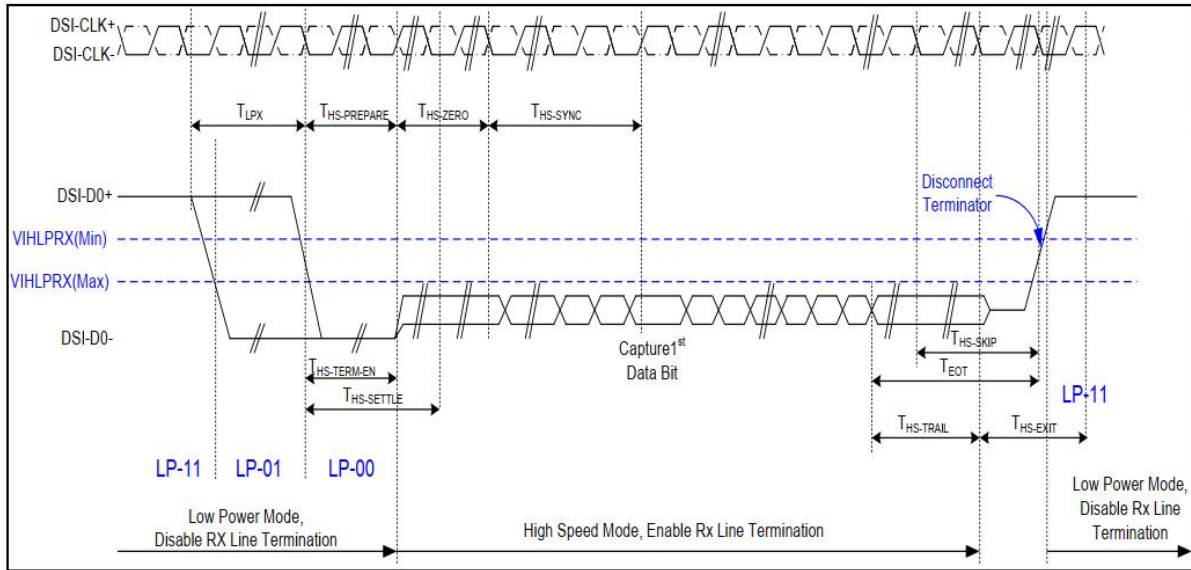 DSI-CLK+
DSI-CLK-
TLPX
THS-PREPARE
THS-ZERO
THS-SYNC
DSI-D0+
Disconnect
Terminator
VIHLPRX(Min)
VIHLPRX(Max)
DSI-D0-
Capture1st
Data Bit
THS-SKIP
THS-TERM-EN
TEOT
THS-SETTLE
LP-11
THS-TRAIL
THS-EXIT
LP-11
LP-01
LP-00
Low Power Mode,
Disable RX Line Termination
High Speed Mode, Enable Rx Line Termination
Low Power Mode,
Disable Rx Line
Termination